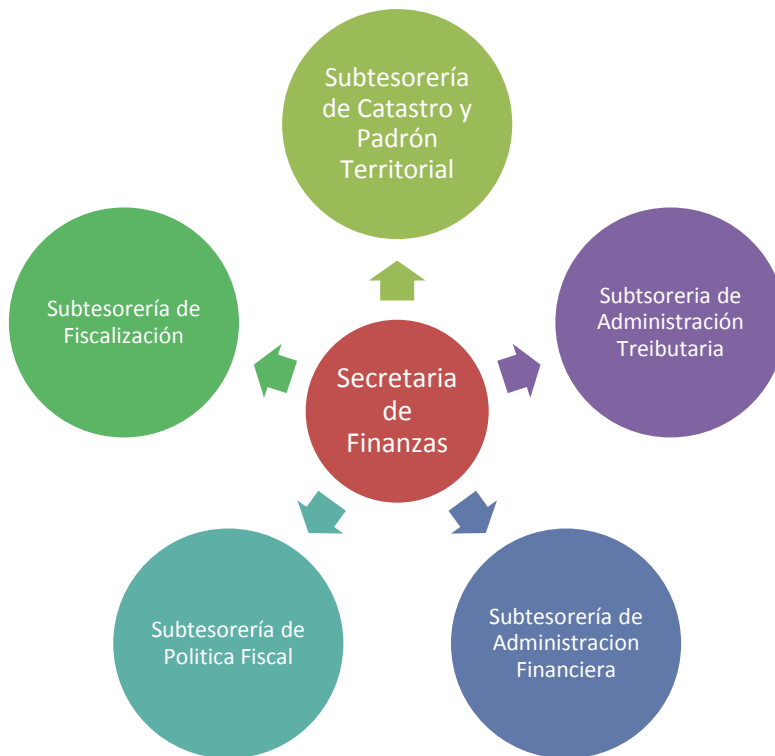 Subtesorería
de Catastro y
Padrón
Territorial
Subtesorería de
Fiscalización
Subtsoreria de
Administración
Treibutaria
Secretaria
de
Finanzas
Subtesorería de
Politica Fiscal
Subtesorería de
Administracion
Financiera